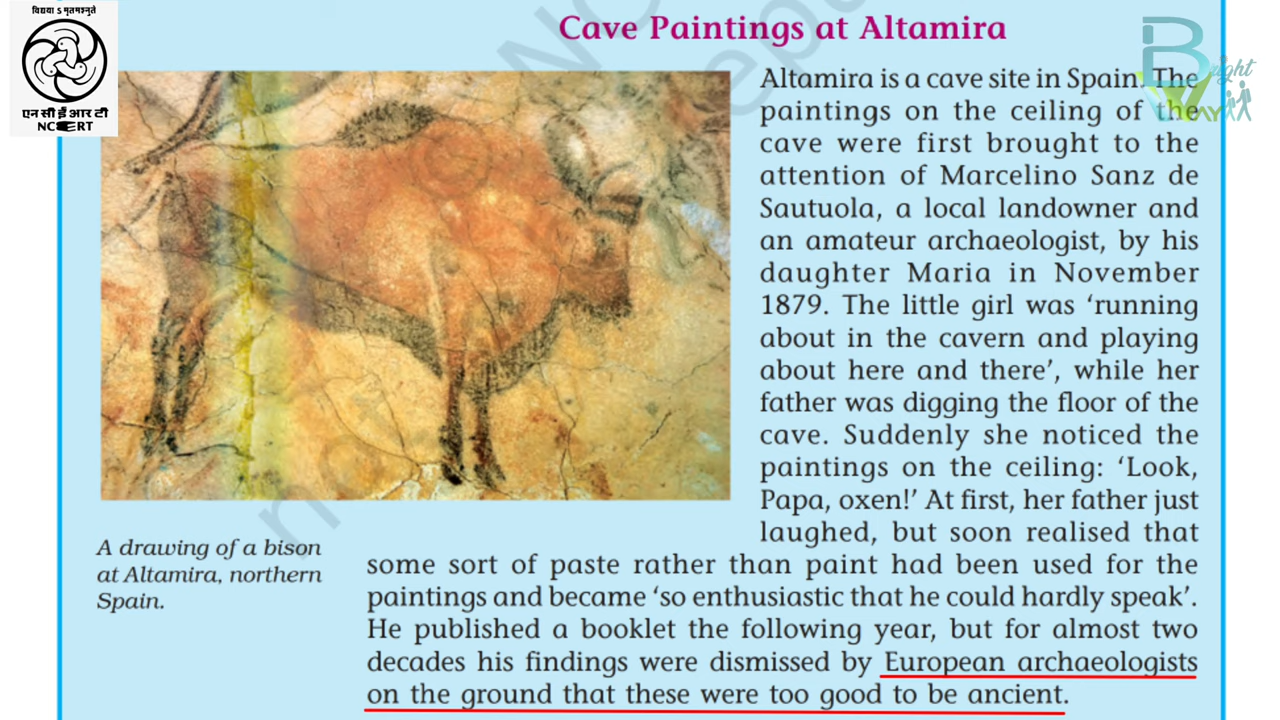 विद्यया ऽ मृतमश्नुते
एन सी ई आर टी
NCERT
Cave Paintings at Altamira
Bright
WAY
Altamira is a cave site in Spain. The
paintings on the ceiling of the
cave were first brought to the
attention of Marcelino Sanz de
Sautuola, a local landowner and
an amateur archaeologist, by his
daughter Maria in November
1879. The little girl was ‘running
about in the cavern and playing
about here and there’, while her
father was digging the floor of the
cave. Suddenly she noticed the
paintings on the ceiling: ‘Look,
Papa, oxen!’ At first, her father just
laughed, but soon realised that
some sort of paste rather than paint had been used for the
paintings and became ‘so enthusiastic that he could hardly speak’.
He published a booklet the following year, but for almost two
decades his findings were dismissed by European archaeologists
on the ground that these were too good to be ancient.
A drawing of a bison
at Altamira, northern
Spain.